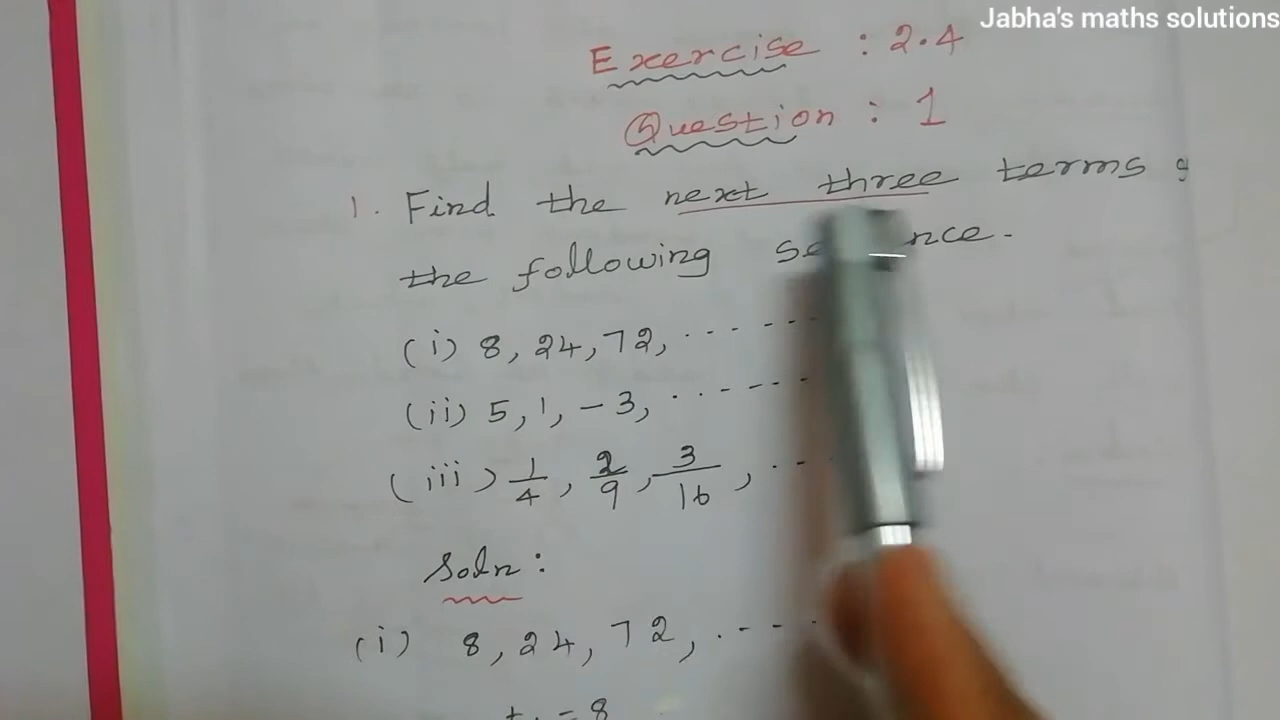 Jabha's maths solutions
Exercise : 2.4
Question : 1
1. Find the next three terms
the following
(i) 8, 24, 72, ......
(ii) 5, 1, -3, .......
(iii) 1/4, 2/9, 3/16, ...
Soln :
(i) 8, 24, 72, .....
= 8